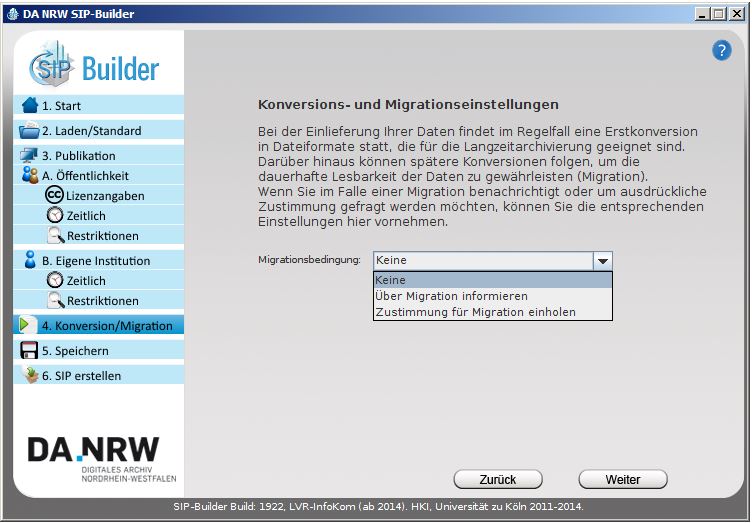 DA NRW SIP-Builder
SIP Builder
?
1. Start
2. Laden/Standard
3. Publikation
A. Öffentlichkeit
cc Lizenzangaben
Zeitlich
Restriktionen
B. Eigene Institution
Zeitlich
Restriktionen
4. Konversion/Migration
5. Speichern
6. SIP erstellen
DA.NRW
DIGITALES ARCHIV
NORDRHEIN-WESTFALEN
Konversions- und Migrationseinstellungen
Bei der Einlieferung Ihrer Daten findet im Regelfall eine Erstkonversion
in Dateiformate statt, die für die Langzeitarchivierung geeignet sind.
Darüber hinaus können spätere Konversionen folgen, um die
dauerhafte Lesbarkeit der Daten zu gewährleisten (Migration).
Wenn Sie im Falle einer Migration benachrichtigt oder um ausdrückliche
Zustimmung gefragt werden möchten, können Sie die entsprechenden
Einstellungen hier vornehmen.
Migrationsbedingung: Keine
Keine
Über Migration informieren
Zustimmung für Migration einholen
Zurück Weiter
SIP-Builder Build: 1922, LVR-InfoKom (ab 2014). HKI, Universität zu Köln 2011-2014.